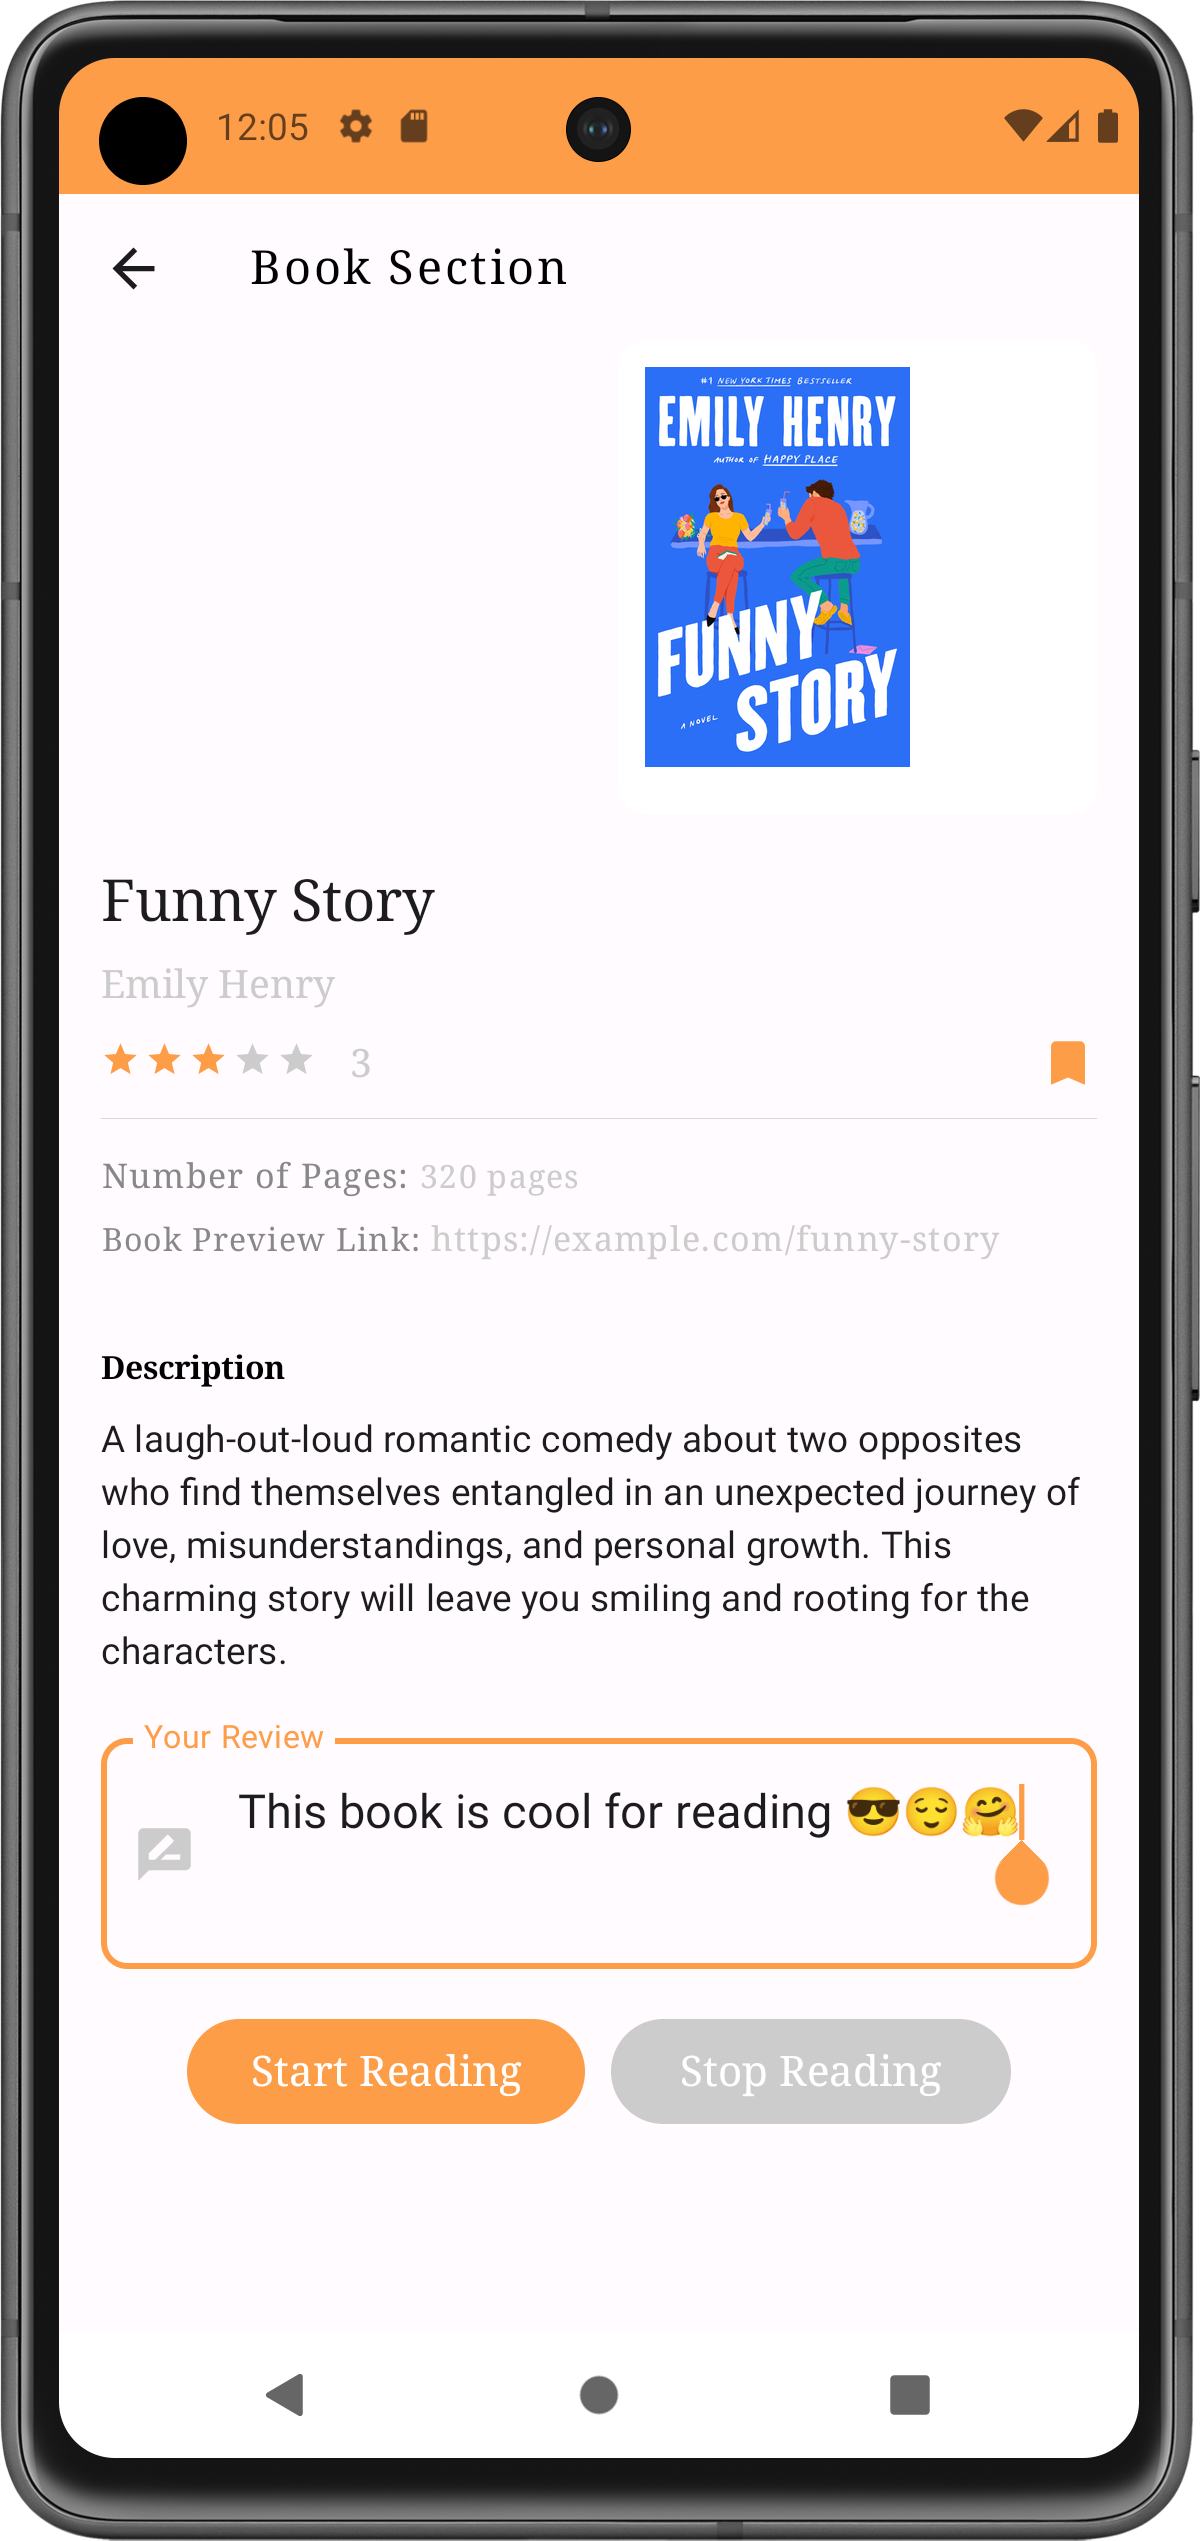 12:05
Book Section
#1 NEW YORK TIMES BESTSELLER
EMILY HENRY
AUTHOR OF HAPPY PLACE
FUNNY
STORY
A NOVEL
Funny Story
Emily Henry
3
Number of Pages: 320 pages
Book Preview Link: https://example.com/funny-story
Description
A laugh-out-loud romantic comedy about two opposites
who find themselves entangled in an unexpected journey of
love, misunderstandings, and personal growth. This
charming story will leave you smiling and rooting for the
characters.
Your Review
This book is cool for reading 😎😌🤗
Start Reading
Stop Reading